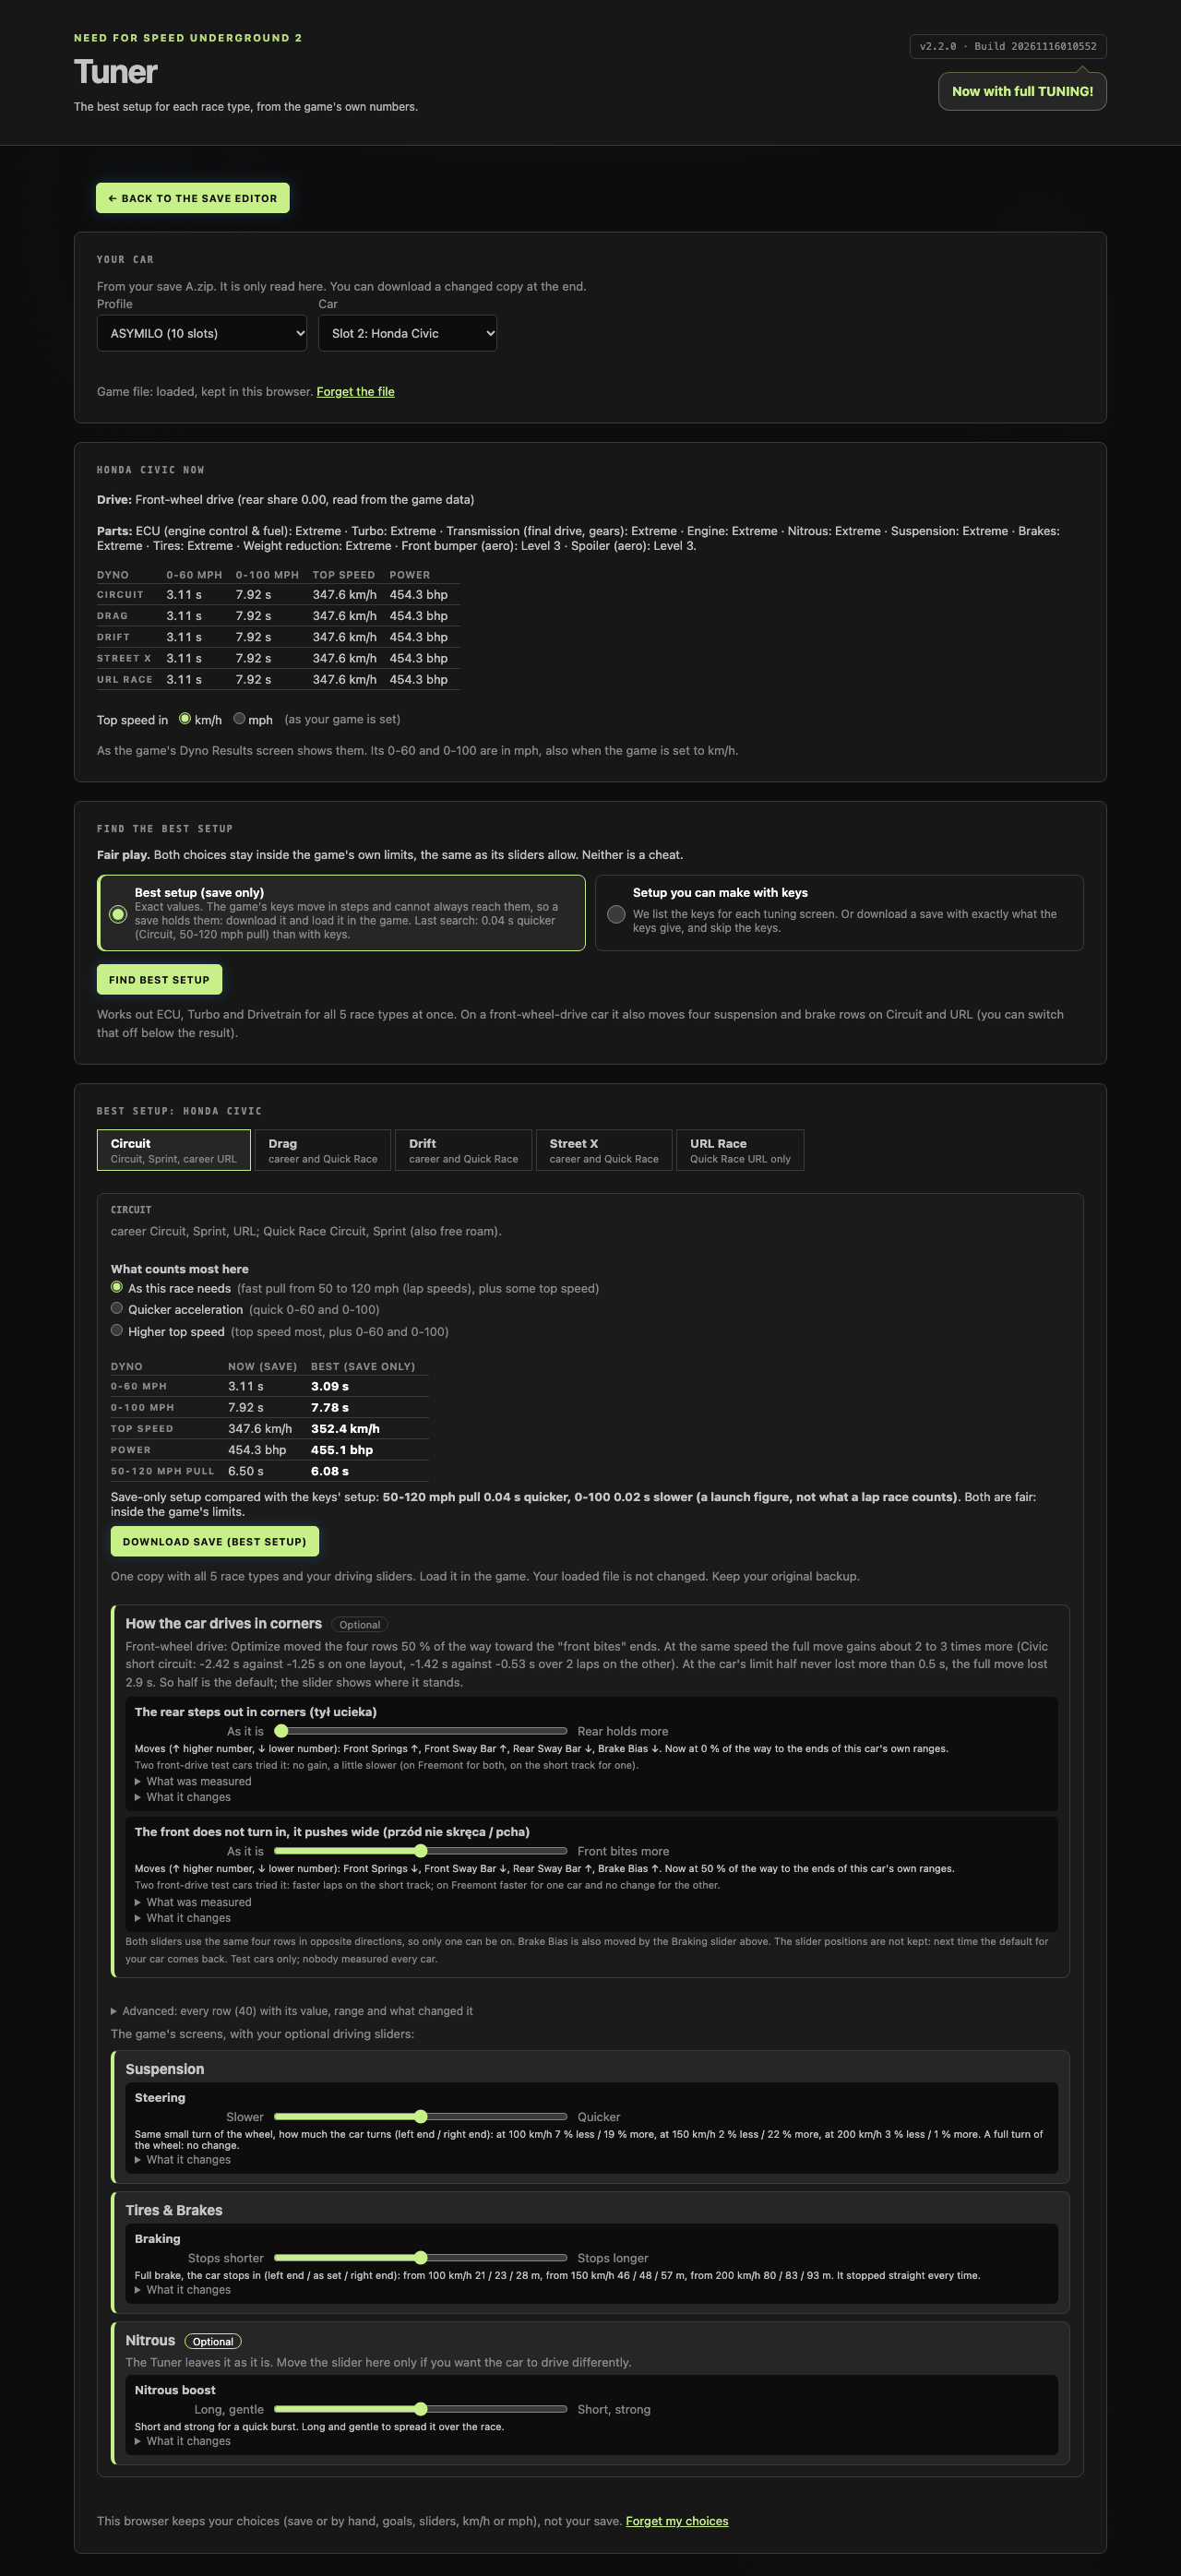 NEED FOR SPEED UNDERGROUND 2
Tuner
The best setup for each race type, from the game's own numbers.
v2.2.0 · Build 20261116010552
Now with full TUNING!
← BACK TO THE SAVE EDITOR
YOUR CAR
From your save A.zip. It is only read here. You can download a changed copy at the end.
Profile Car
ASYMILO (10 slots) Slot 2: Honda Civic
Game file: loaded, kept in this browser. Forget the file
HONDA CIVIC NOW
Drive: Front-wheel drive (rear share 0.00, read from the game data)
Parts: ECU (engine control & fuel): Extreme · Turbo: Extreme · Transmission (final drive, gears): Extreme · Engine: Extreme · Nitrous: Extreme · Suspension: Extreme · Brakes:
Extreme · Tires: Extreme · Weight reduction: Extreme · Front bumper (aero): Level 3 · Spoiler (aero): Level 3.
DYNO 0-60 MPH 0-100 MPH TOP SPEED POWER
CIRCUIT 3.11 s 7.92 s 347.6 km/h 454.3 bhp
DRAG 3.11 s 7.92 s 347.6 km/h 454.3 bhp
DRIFT 3.11 s 7.92 s 347.6 km/h 454.3 bhp
STREET X 3.11 s 7.92 s 347.6 km/h 454.3 bhp
URL RACE 3.11 s 7.92 s 347.6 km/h 454.3 bhp
Top speed in km/h mph (as your game is set)
As the game's Dyno Results screen shows them. Its 0-60 and 0-100 are in mph, also when the game is set to km/h.
FIND THE BEST SETUP
Fair play. Both choices stay inside the game's own limits, the same as its sliders allow. Neither is a cheat.
Best setup (save only)
Exact values. The game's keys move in steps and cannot always reach them, so a
save holds them: download it and load it in the game. Last search: 0.04 s quicker
(Circuit, 50-120 mph pull) than with keys.
Setup you can make with keys
We list the keys for each tuning screen. Or download a save with exactly what the
keys give, and skip the keys.
FIND BEST SETUP
Works out ECU, Turbo and Drivetrain for all 5 race types at once. On a front-wheel-drive car it also moves four suspension and brake rows on Circuit and URL (you can switch
that off below the result).
BEST SETUP: HONDA CIVIC
Circuit Drag Drift Street X URL Race
Circuit, Sprint, career URL career and Quick Race career and Quick Race career and Quick Race Quick Race URL only
CIRCUIT
career Circuit, Sprint, URL; Quick Race Circuit, Sprint (also free roam).
What counts most here
As this race needs (fast pull from 50 to 120 mph (lap speeds), plus some top speed)
Quicker acceleration (quick 0-60 and 0-100)
Higher top speed (top speed most, plus 0-60 and 0-100)
DYNO NOW (SAVE) BEST (SAVE ONLY)
0-60 MPH 3.11 s 3.09 s
0-100 MPH 7.92 s 7.78 s
TOP SPEED 347.6 km/h 352.4 km/h
POWER 454.3 bhp 455.1 bhp
50-120 MPH PULL 6.50 s 6.08 s
Save-only setup compared with the keys' setup: 50-120 mph pull 0.04 s quicker, 0-100 0.02 s slower (a launch figure, not what a lap race counts). Both are fair:
inside the game's limits.
DOWNLOAD SAVE (BEST SETUP)
One copy with all 5 race types and your driving sliders. Load it in the game. Your loaded file is not changed. Keep your original backup.
How the car drives in corners Optional
Front-wheel drive: Optimize moved the four rows 50 % of the way toward the "front bites" ends. At the same speed the full move gains about 2 to 3 times more (Civic
short circuit: -2.42 s against -1.25 s on one layout, -1.42 s against -0.53 s over 2 laps on the other). At the car's limit half never lost more than 0.5 s, the full move lost
2.9 s. So half is the default; the slider shows where it stands.
The rear steps out in corners (tył ucieka)
As it is Rear holds more
Moves (↑ higher number, ↓ lower number): Front Springs ↑, Front Sway Bar ↑, Rear Sway Bar ↓, Brake Bias ↓. Now at 0 % of the way to the ends of this car's own ranges.
Two front-drive test cars tried it: no gain, a little slower (on Freemont for both, on the short track for one).
▶ What was measured
▶ What it changes
The front does not turn in, it pushes wide (przód nie skręca / pcha)
As it is Front bites more
Moves (↑ higher number, ↓ lower number): Front Springs ↓, Front Sway Bar ↓, Rear Sway Bar ↑, Brake Bias ↑. Now at 50 % of the way to the ends of this car's own ranges.
Two front-drive test cars tried it: faster laps on the short track; on Freemont faster for one car and no change for the other.
▶ What was measured
▶ What it changes
Both sliders use the same four rows in opposite directions, so only one can be on. Brake Bias is also moved by the Braking slider above. The slider positions are not kept: next time the default for
your car comes back. Test cars only; nobody measured every car.
▶ Advanced: every row (40) with its value, range and what changed it
The game's screens, with your optional driving sliders:
Suspension
Steering
Slower Quicker
Same small turn of the wheel, how much the car turns (left end / right end): at 100 km/h 7 % less / 19 % more, at 150 km/h 2 % less / 22 % more, at 200 km/h 3 % less / 1 % more. A full turn of
the wheel: no change.
▶ What it changes
Tires & Brakes
Braking
Stops shorter Stops longer
Full brake, the car stops in (left end / as set / right end): from 100 km/h 21 / 23 / 28 m, from 150 km/h 46 / 48 / 57 m, from 200 km/h 80 / 83 / 93 m. It stopped straight every time.
▶ What it changes
Nitrous Optional
The Tuner leaves it as it is. Move the slider here only if you want the car to drive differently.
Nitrous boost
Long, gentle Short, strong
Short and strong for a quick burst. Long and gentle to spread it over the race.
▶ What it changes
This browser keeps your choices (save or by hand, goals, sliders, km/h or mph), not your save. Forget my choices